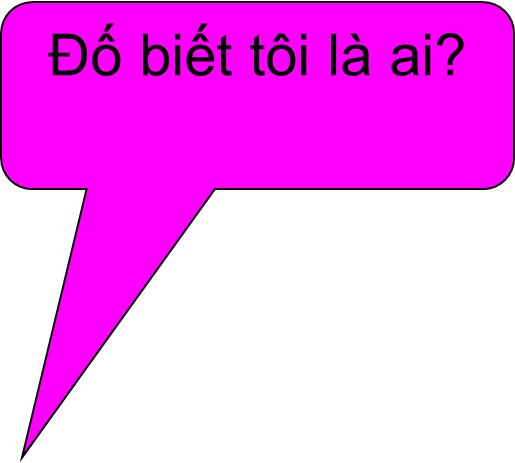 Đố biết tôi là ai?